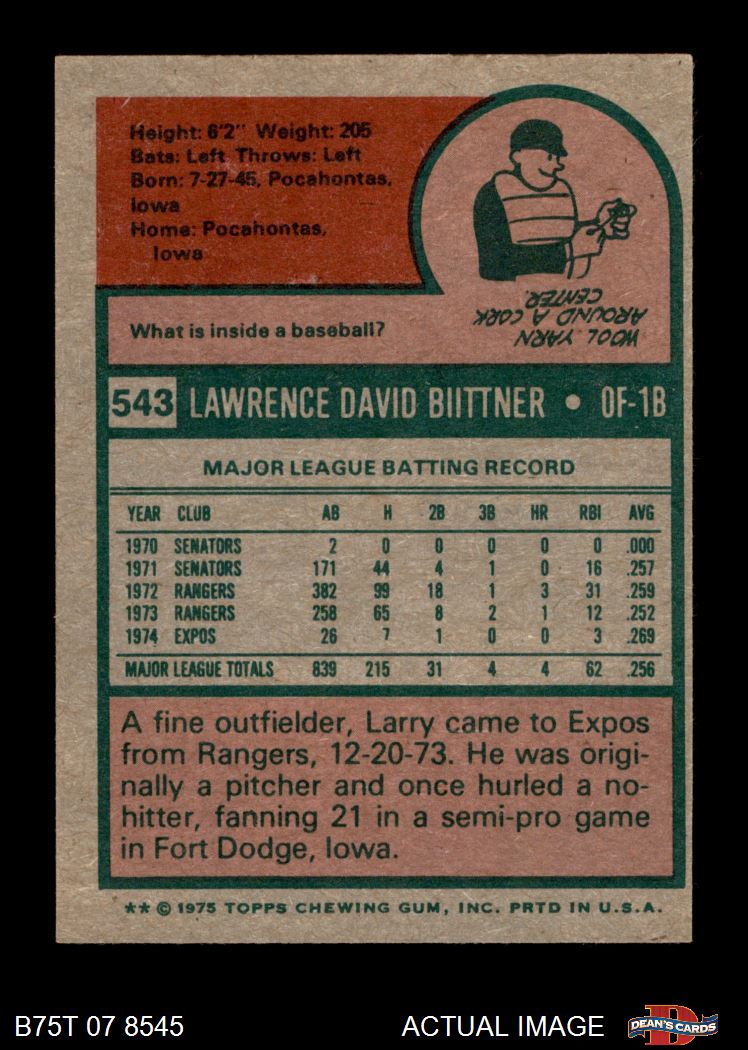 Height: 6'2" Weight: 205
Bats: Left Throws: Left
Born: 7-27-45, Pocahontas,
Iowa
Home: Pocahontas,
Iowa
What is inside a baseball?
WOOL YARN
AROUND A CORK
CENTER.
543 LAWRENCE DAVID BIITTNER • OF-1B
MAJOR LEAGUE BATTING RECORD
YEAR CLUB AB H 2B 3B HR RBI AVG
1970 SENATORS 2 0 0 0 0 0 .000
1971 SENATORS 171 44 4 1 0 16 .257
1972 RANGERS 382 99 18 1 3 31 .259
1973 RANGERS 258 65 8 2 1 12 .252
1974 EXPOS 26 7 1 0 0 3 .269
MAJOR LEAGUE TOTALS 839 215 31 4 4 62 .256
A fine outfielder, Larry came to Expos
from Rangers, 12-20-73. He was origi-
nally a pitcher and once hurled a no-
hitter, fanning 21 in a semi-pro game
in Fort Dodge, Iowa.
** © 1975 TOPPS CHEWING GUM, INC. PRTD IN U.S.A.
B75T 07 8545 ACTUAL IMAGE DEAN'S CARDS